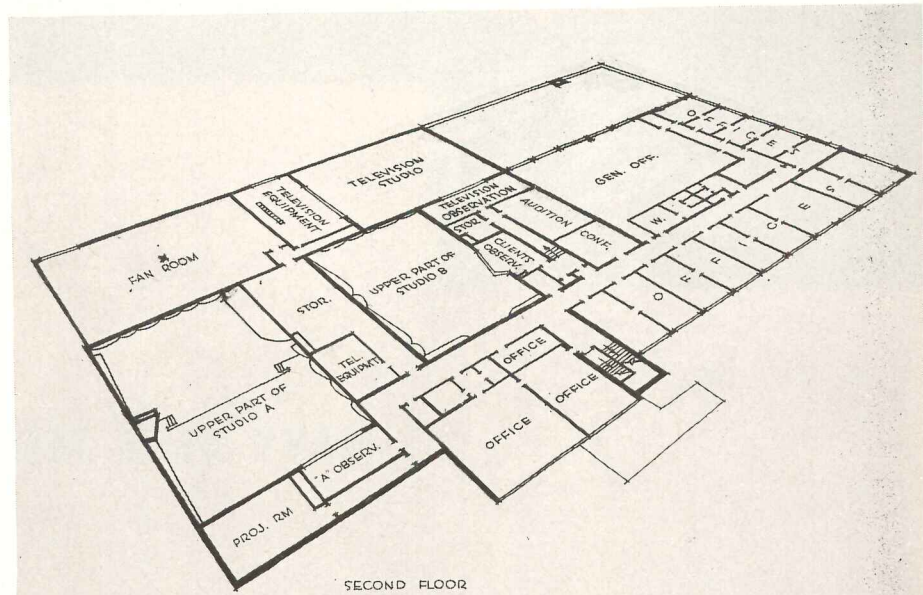 OFFICES
GEN. OFF.
TELEVISION
STUDIO
TELEVISION
EQUIPMENT
TELEVISION
OBSERVATION
AUDITION
CONF.
W.
STOR.
CLIENTS
OBSERV.
OFFICES
FAN ROOM
UPPER PART OF
STUDIO B
STOR.
TEL.
EQUIPMT.
OFFICE
OFFICE
OFFICE
UPPER PART OF
STUDIO A
"A" OBSERV.
PROJ. RM
SECOND FLOOR